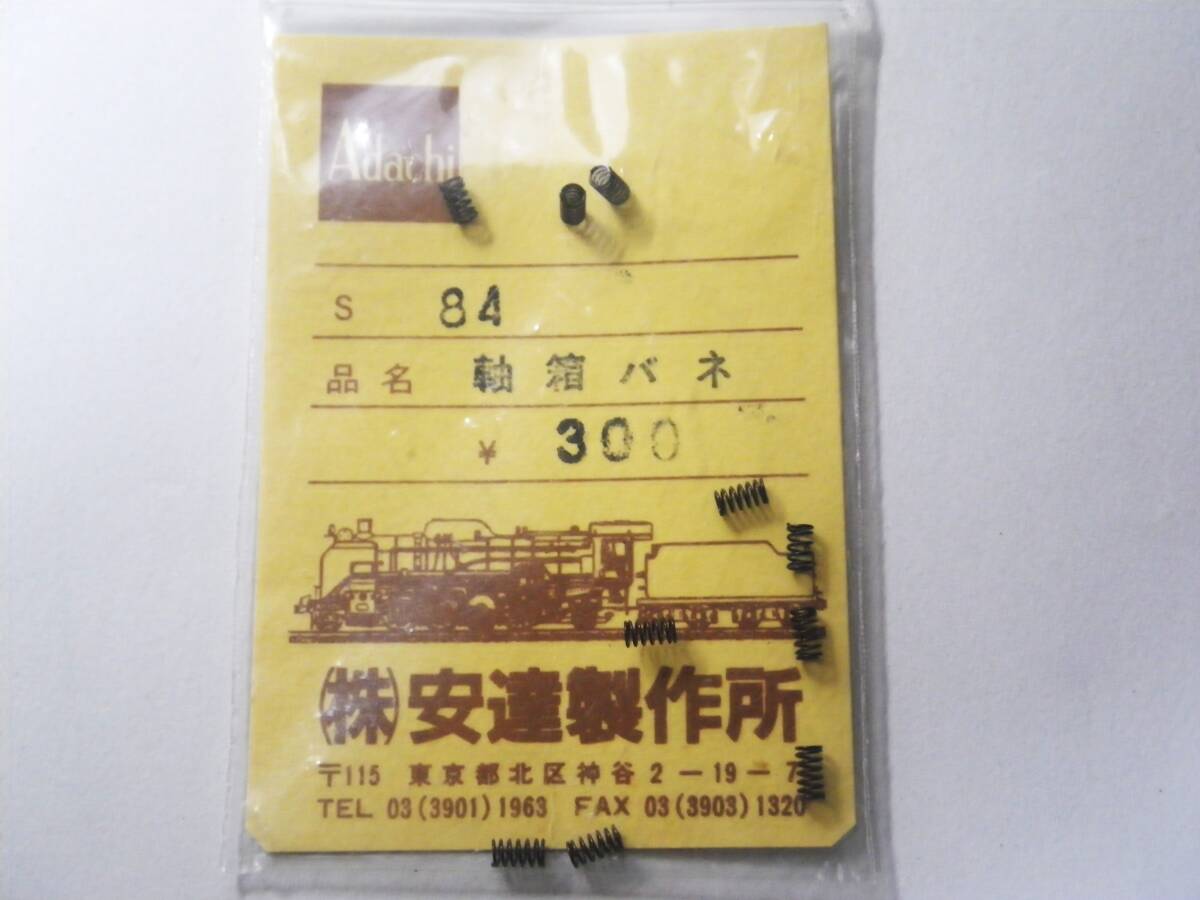 Adachi
S 84
品名 軸箱バネ
¥ 300
(株)安達製作所
〒115 東京都北区神谷2-19-7
TEL 03(3901)1963 FAX 03(3903)1320